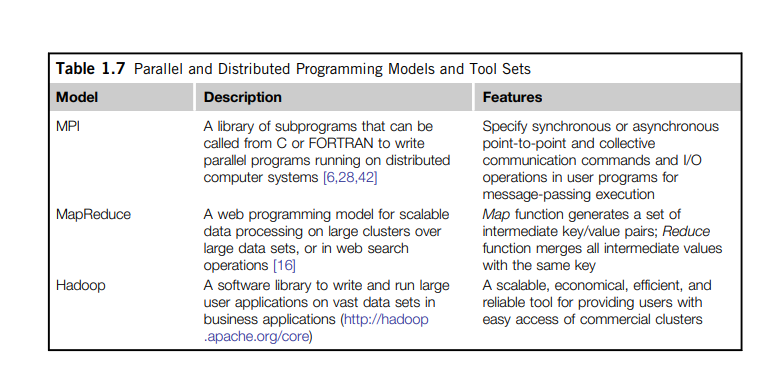 Table 1.7 Parallel and Distributed Programming Models and Tool Sets
Model Description Features
MPI
A library of subprograms that can be
called from C or FORTRAN to write
parallel programs running on distributed
computer systems [6,28,42]
Specify synchronous or asynchronous
point-to-point and collective
communication commands and I/O
operations in user programs for
message-passing execution
MapReduce
A web programming model for scalable
data processing on large clusters over
large data sets, or in web search
operations [16]
Map function generates a set of
intermediate key/value pairs; Reduce
function merges all intermediate values
with the same key
Hadoop
A software library to write and run large
user applications on vast data sets in
business applications (http://hadoop
.apache.org/core)
A scalable, economical, efficient, and
reliable tool for providing users with
easy access of commercial clusters